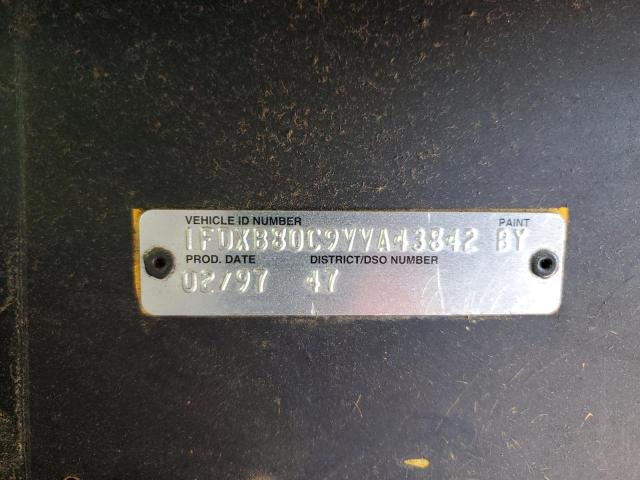 VEHICLE ID NUMBER PAINT
1FDXB80C9VVA43842 BY
PROD. DATE DISTRICT/DSO NUMBER
02/97 47